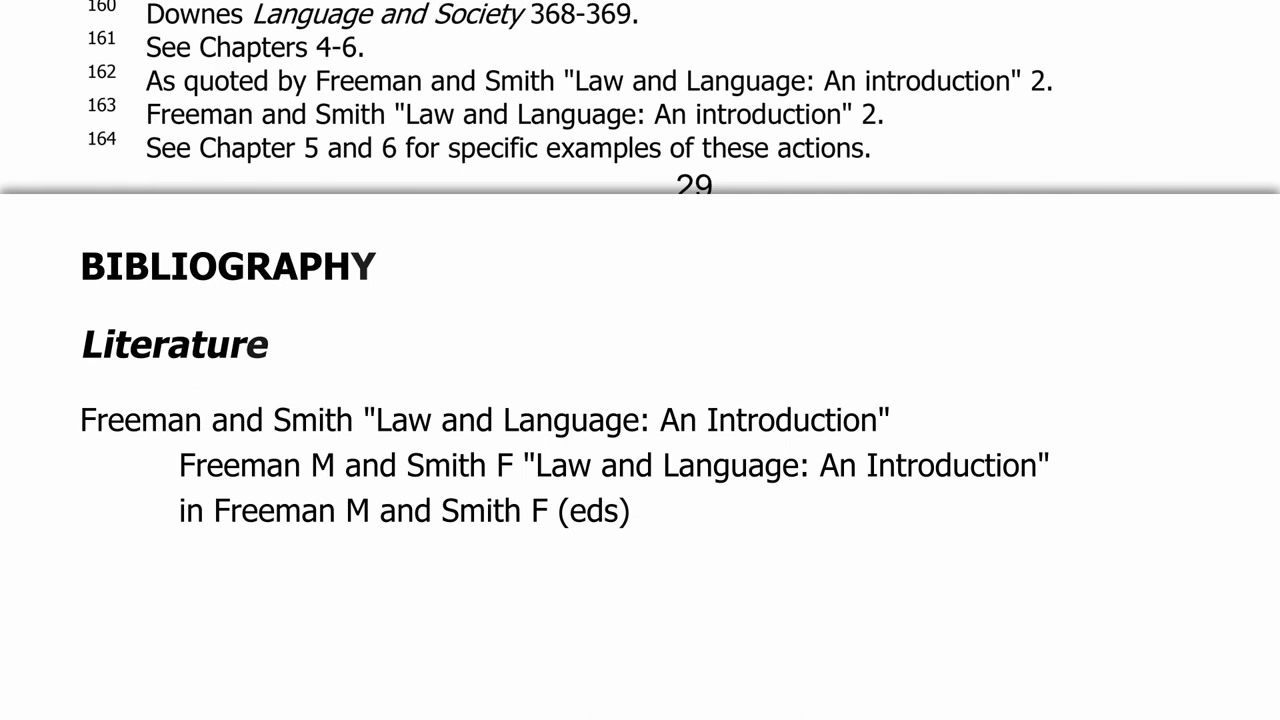 160 Downes Language and Society 368-369.
161 See Chapters 4-6.
162 As quoted by Freeman and Smith "Law and Language: An introduction" 2.
163 Freeman and Smith "Law and Language: An introduction" 2.
164 See Chapter 5 and 6 for specific examples of these actions.
29
BIBLIOGRAPHY
Literature
Freeman and Smith "Law and Language: An Introduction"
Freeman M and Smith F "Law and Language: An Introduction"
in Freeman M and Smith F (eds)